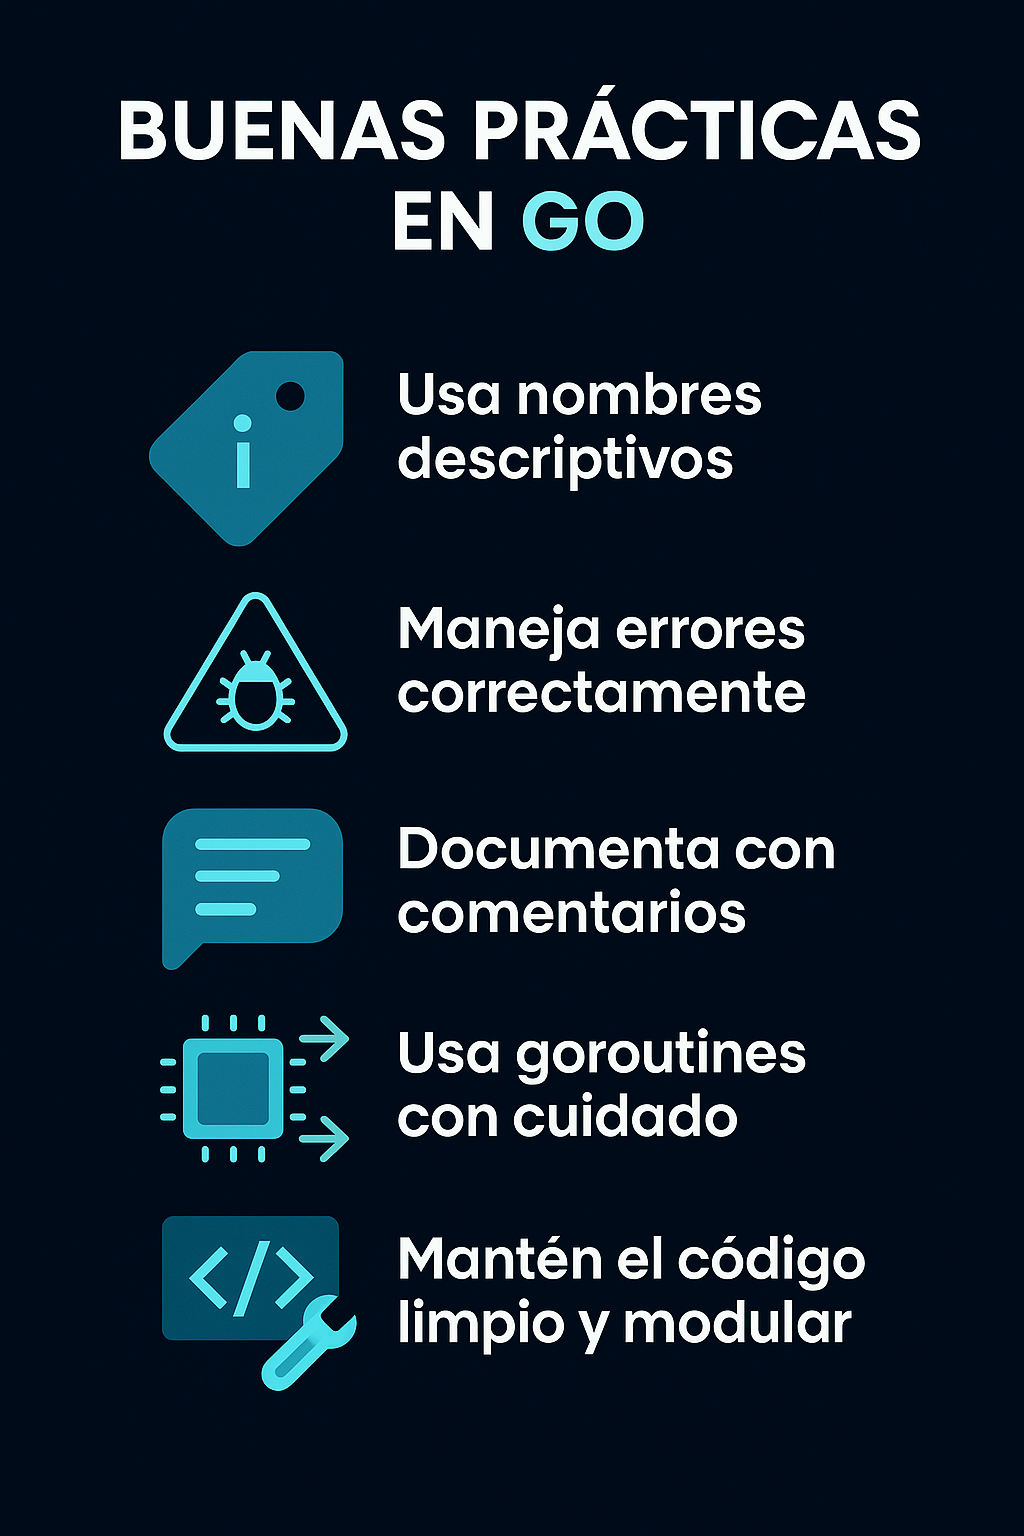 BUENAS PRÁCTICAS
EN GO
i
Usa nombres
descriptivos
Maneja errores
correctamente
Documenta con
comentarios
Usa goroutines
con cuidado
</>
Mantén el código
limpio y modular